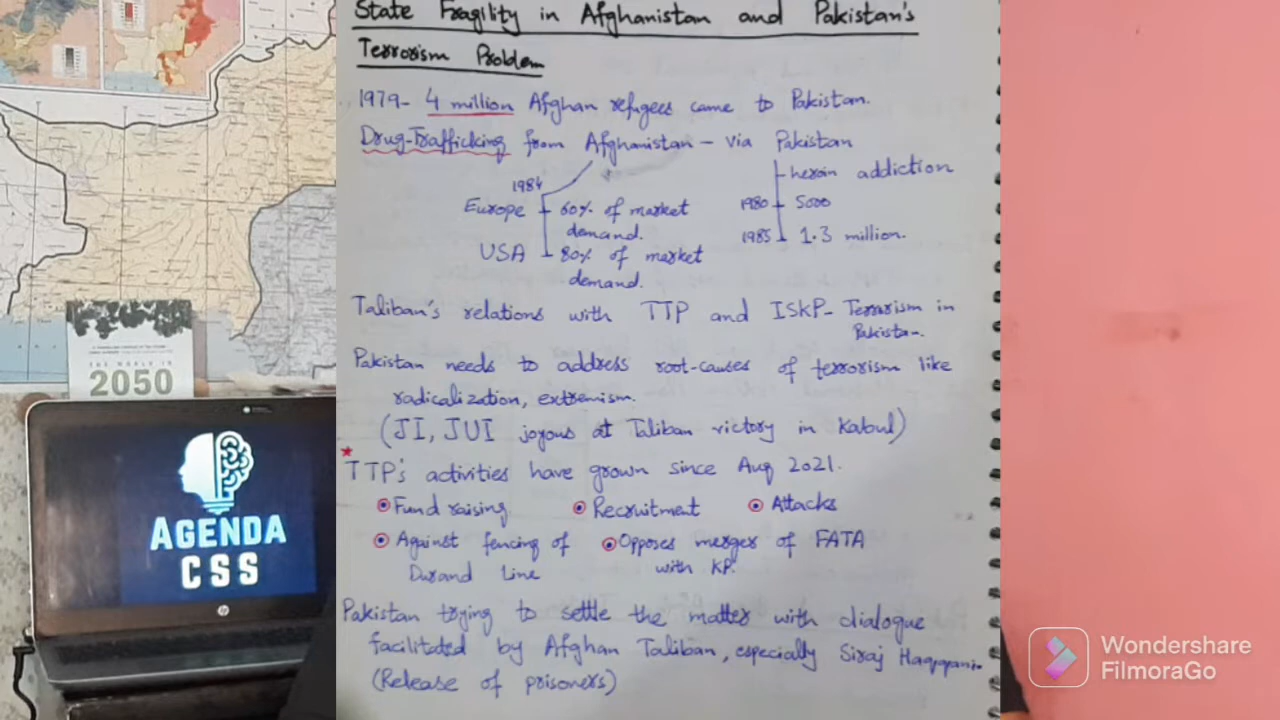 State Fragility in Afghanistan and Pakistan's
Terrorism Problem
1979- 4 million Afghan refugees came to Pakistan.
Drug-Trafficking from Afghanistan - via Pakistan
heroin addiction
1984
Europe 60% of market
demand.
1980 5000
USA 80% of market
demand.
1985 1.3 million.
Taliban's relations with TTP and ISKP- Terrorism in
Pakistan.
Pakistan needs to address root-causes of terrorism like
radicalization, extremism.
(JI, JUI joyous at Taliban victory in Kabul)
TTP's activities have grown since Aug 2021.
Fund raising Recruitment Attacks
Against fencing of Opposes merger of FATA
Durand Line with KP.
Pakistan trying to settle the matter with dialogue
facilitated by Afghan Taliban, especially Siraj Haqqani.
(Release of prisoners)
2050
AGENDA
CSS
hp
Wondershare
FilmoraGo